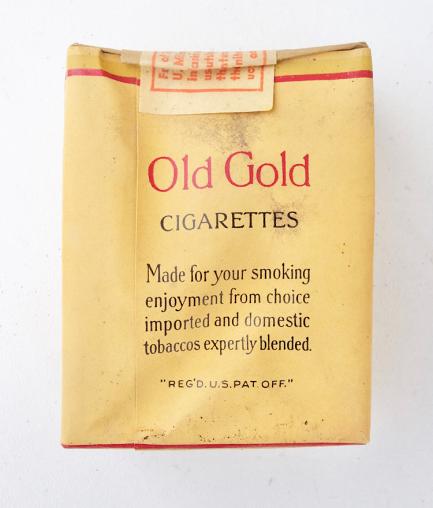 Old Gold
CIGARETTES
Made for your smoking
enjoyment from choice
imported and domestic
tobaccos expertly blended.
"REG'D. U.S. PAT. OFF."